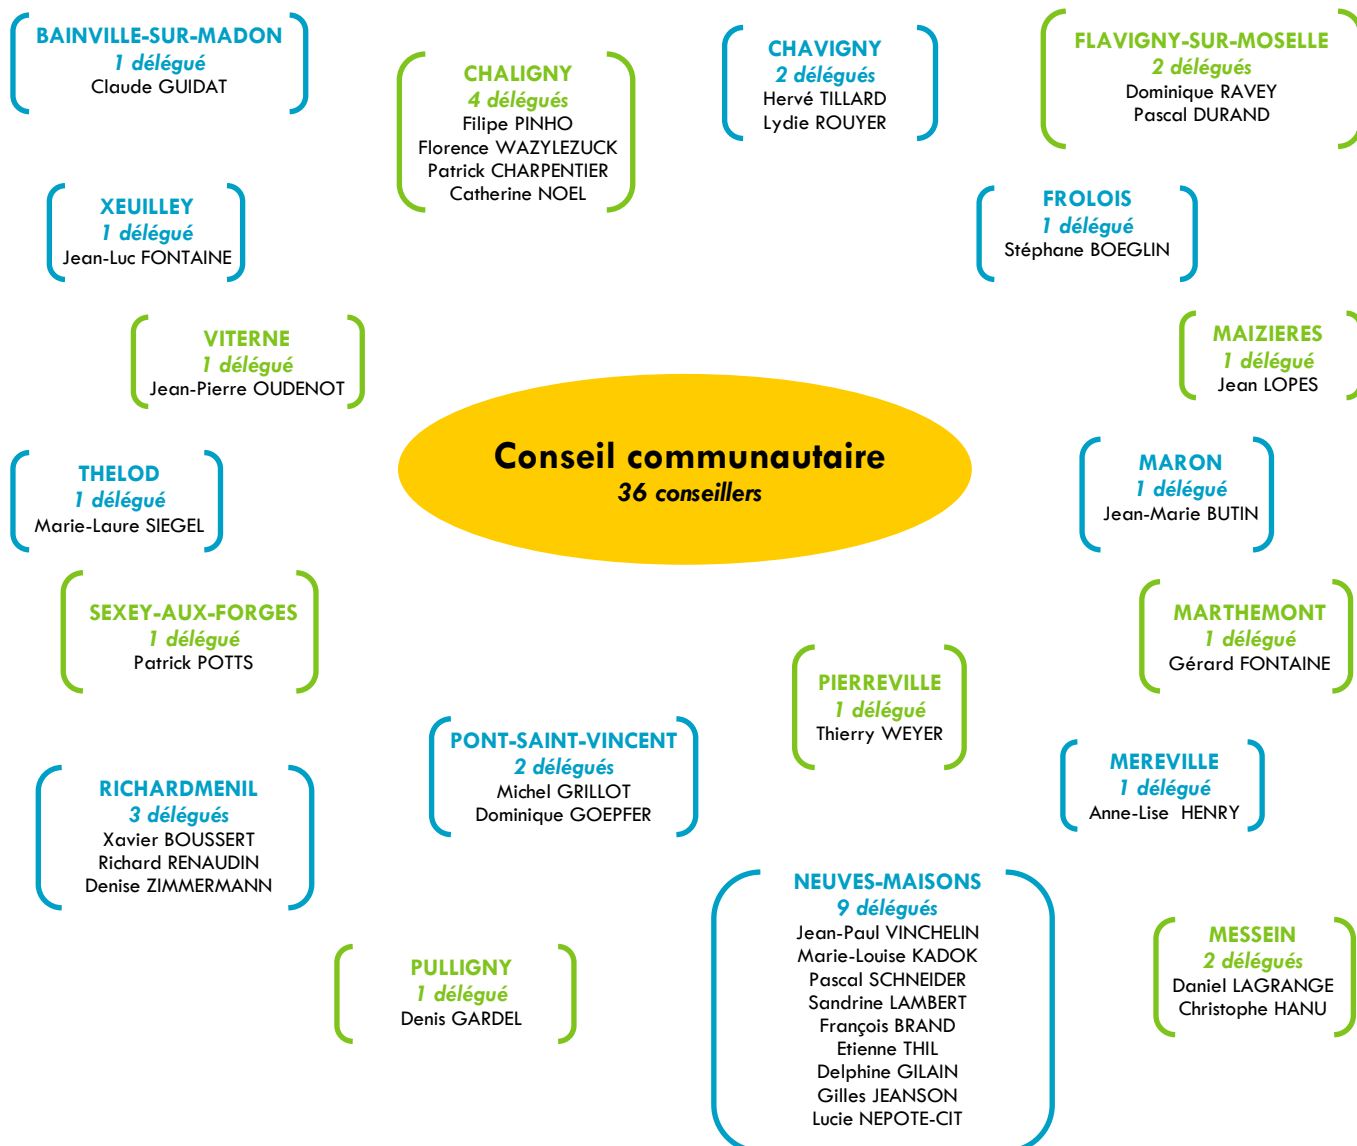 BAINVILLE-SUR-MADON
1 délégué
Claude GUIDAT
CHALIGNY
4 délégués
Filipe PINHO
Florence WAZYLEZUCK
Patrick CHARPENTIER
Catherine NOEL
CHAVIGNY
2 délégués
Hervé TILLARD
Lydie ROUYER
FLAVIGNY-SUR-MOSELLE
2 délégués
Dominique RAVEY
Pascal DURAND
XEUILLEY
1 délégué
Jean-Luc FONTAINE
FROLOIS
1 délégué
Stéphane BOEGLIN
VITERNE
1 délégué
Jean-Pierre OUDENOT
MAIZIERES
1 délégué
Jean LOPES
Conseil communautaire
36 conseillers
THELOD
1 délégué
Marie-Laure SIEGEL
MARON
1 délégué
Jean-Marie BUTIN
SEXEY-AUX-FORGES
1 délégué
Patrick POTTS
MARTHEMONT
1 délégué
Gérard FONTAINE
PIERREVILLE
1 délégué
Thierry WEYER
PONT-SAINT-VINCENT
2 délégués
Michel GRILLOT
Dominique GOEPFER
MEREVILLE
1 délégué
Anne-Lise HENRY
RICHARDMENIL
3 délégués
Xavier BOUSSERT
Richard RENAUDIN
Denise ZIMMERMANN
NEUVES-MAISONS
9 délégués
Jean-Paul VINCHELIN
Marie-Louise KADOK
Pascal SCHNEIDER
Sandrine LAMBERT
François BRAND
Etienne THIL
Delphine GILAIN
Gilles JEANSON
Lucie NEPOTE-CIT
MESSEIN
2 délégués
Daniel LAGRANGE
Christophe HANU
PULLIGNY
1 délégué
Denis GARDEL